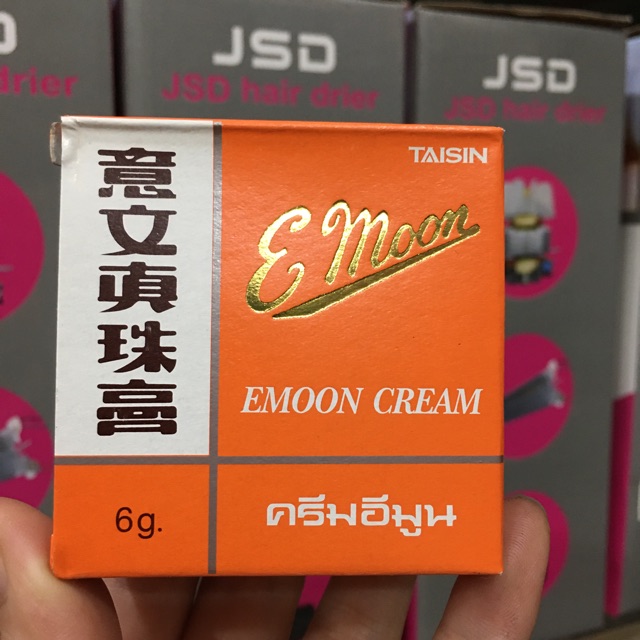 JSD
JSD hair drier
JSD
JSD hair drier
drier
TAISIN
意文真珠膏
E Moon
EMOON CREAM
6g.
ครีมอีมูน